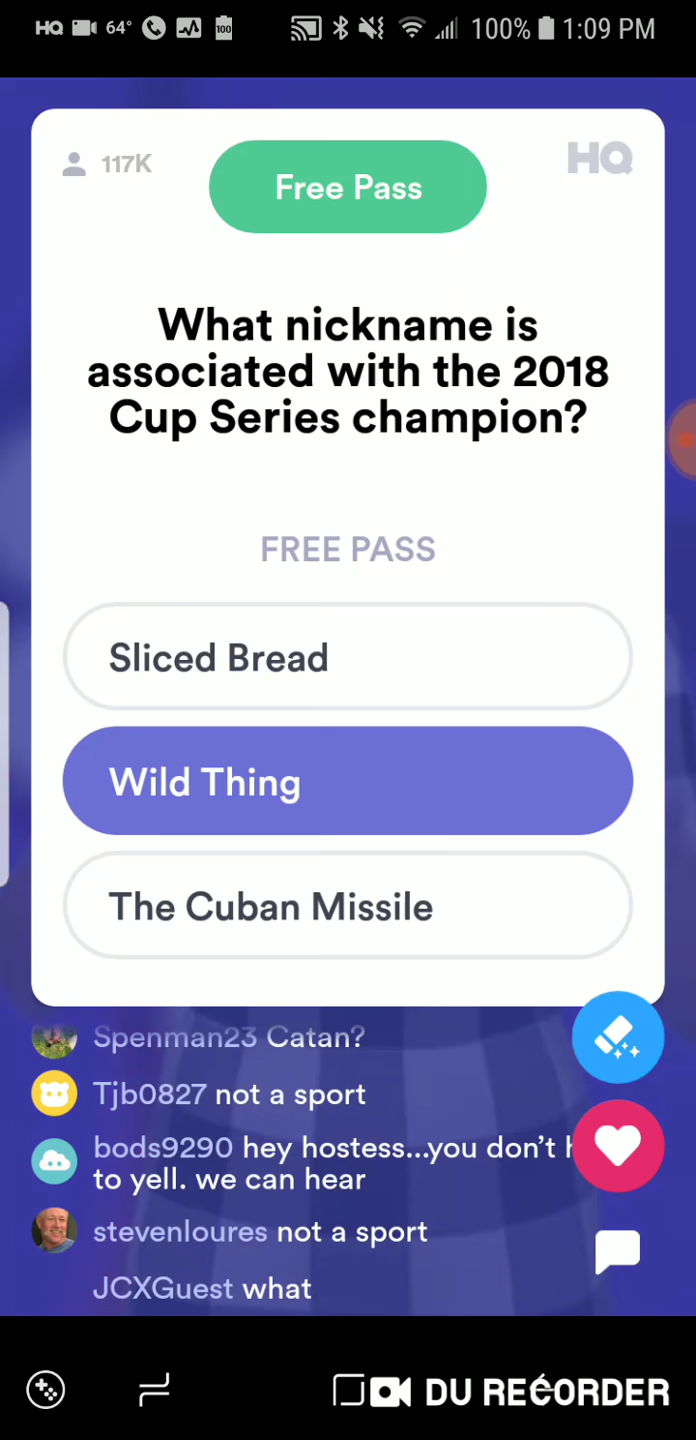 HQ 64° 100 100% 1:09 PM
117K
Free Pass
HQ
What nickname is
associated with the 2018
Cup Series champion?
FREE PASS
Sliced Bread
Wild Thing
The Cuban Missile
Spenman23 Catan?
Tjb0827 not a sport
bods9290 hey hostess...you don't h
to yell. we can hear
stevenloures not a sport
JCXGuest what
DU RECORDER